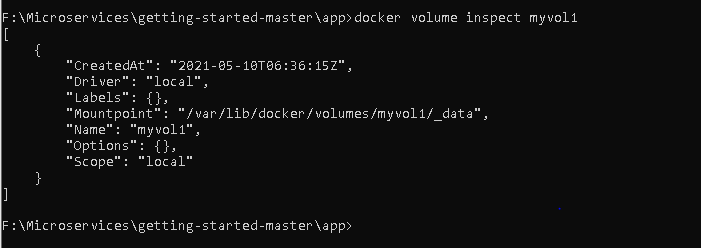 F:\Microservices\getting-started-master\app>docker volume inspect myvol1
[
    {
        "CreatedAt": "2021-05-10T06:36:15Z",
        "Driver": "local",
        "Labels": {},
        "Mountpoint": "/var/lib/docker/volumes/myvol1/_data",
        "Name": "myvol1",
        "Options": {},
        "Scope": "local"
    }
]
F:\Microservices\getting-started-master\app>